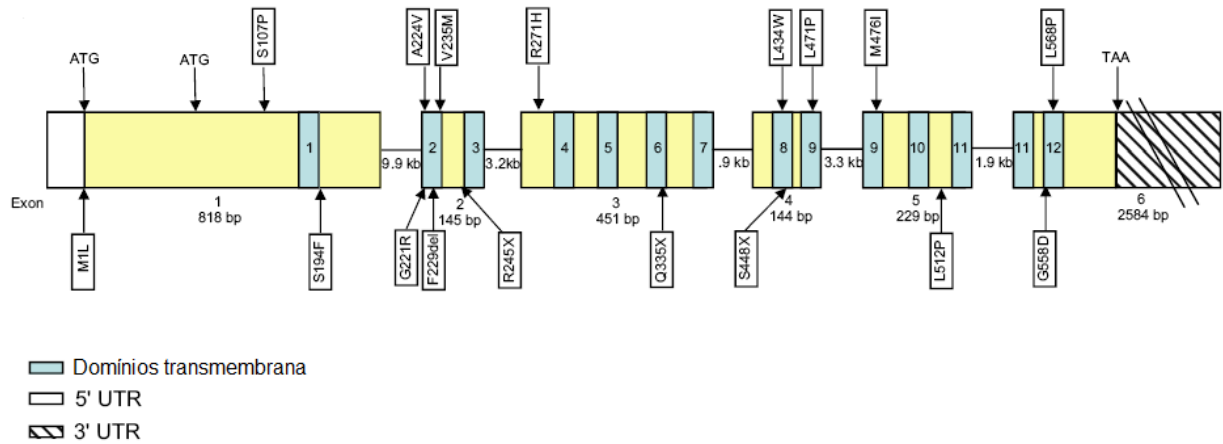 S107P
A224V
V235M
R271H
L434W
L471P
M476I
L568P
ATG
ATG
TAA
1
2
3
4
5
6
7
8
9
9
10
11
11
12
9.9 kb
3.2kb
.9 kb
3.3 kb
1.9 kb
Exon
1
818 bp
2
145 bp
3
451 bp
4
144 bp
5
229 bp
6
2584 bp
M1L
S194F
G221R
F229del
R245X
Q335X
S448X
L512P
G558D
Domínios transmembrana
5' UTR
3' UTR